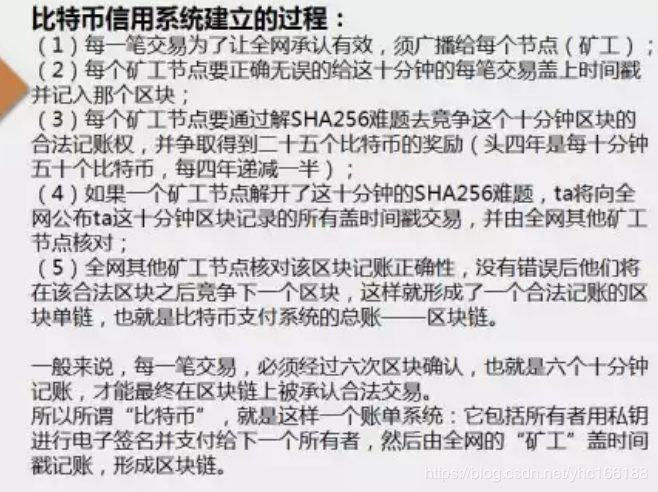 比特币信用系统建立的过程：
（1）每一笔交易为了让全网承认有效，须广播给每个节点（矿工）；
（2）每个矿工节点要正确无误的给这十分钟的每笔交易盖上时间戳
并记入那个区块；
（3）每个矿工节点要通过解SHA256难题去竞争这个十分钟区块的
合法记账权，并争取得到二十五个比特币的奖励（头四年是每十分钟
五十个比特币，每四年递减一半）；
（4）如果一个矿工节点解开了这十分钟的SHA256难题，ta将向全
网公布ta这十分钟区块记录的所有盖时间戳交易，并由全网其他矿工
节点核对；
（5）全网其他矿工节点核对该区块记账正确性，没有错误后他们将
在该合法区块之后竞争下一个区块，这样就形成了一个合法记账的区
块单链，也就是比特币支付系统的总账——区块链。
一般来说，每一笔交易，必须经过六次区块确认，也就是六个十分钟
记账，才能最终在区块链上被承认合法交易。
所以所谓“比特币”，就是这样一个账单系统：它包括所有者用私钥
进行电子签名并支付给下一个所有者，然后由全网的“矿工”盖时间
戳记账，形成区块链。
https://blog.csdn.net/yhc166188